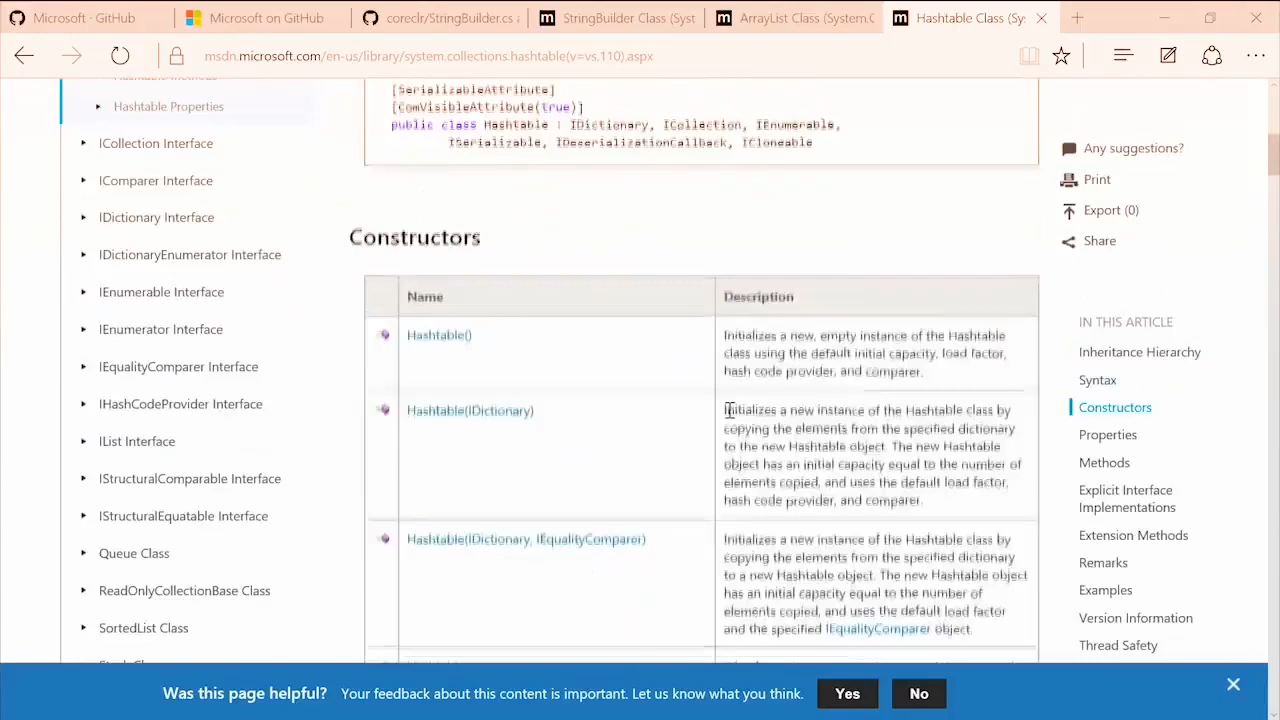 Microsoft · GitHub
Microsoft on GitHub
coreclr/StringBuilder.cs a
StringBuilder Class (Syst
ArrayList Class (System.C
Hashtable Class (Sy:
msdn.microsoft.com/en-us/library/system.collections.hashtable(v=vs.110).aspx
Hashtable Methods
Hashtable Properties
ICollection Interface
IComparer Interface
IDictionary Interface
IDictionaryEnumerator Interface
IEnumerable Interface
IEnumerator Interface
IEqualityComparer Interface
IHashCodeProvider Interface
IList Interface
IStructuralComparable Interface
IStructuralEquatable Interface
Queue Class
ReadOnlyCollectionBase Class
SortedList Class
[SerializableAttribute]
[ComVisibleAttribute(true)]
public class Hashtable : IDictionary, ICollection, IEnumerable,
ISerializable, IDeserializationCallback, ICloneable
Constructors
Name
Description
Hashtable()
Initializes a new, empty instance of the Hashtable
class using the default initial capacity, load factor,
hash code provider, and comparer.
Hashtable(IDictionary)
Initializes a new instance of the Hashtable class by
copying the elements from the specified dictionary
to the new Hashtable object. The new Hashtable
object has an initial capacity equal to the number of
elements copied, and uses the default load factor,
hash code provider, and comparer.
Hashtable(IDictionary, IEqualityComparer)
Initializes a new instance of the Hashtable class by
copying the elements from the specified dictionary
to a new Hashtable object. The new Hashtable object
has an initial capacity equal to the number of
elements copied, and uses the default load factor
and the specified IEqualityComparer object.
Any suggestions?
Print
Export (0)
Share
IN THIS ARTICLE
Inheritance Hierarchy
Syntax
Constructors
Properties
Methods
Explicit Interface
Implementations
Extension Methods
Remarks
Examples
Version Information
Thread Safety
Was this page helpful? Your feedback about this content is important. Let us know what you think. Yes No